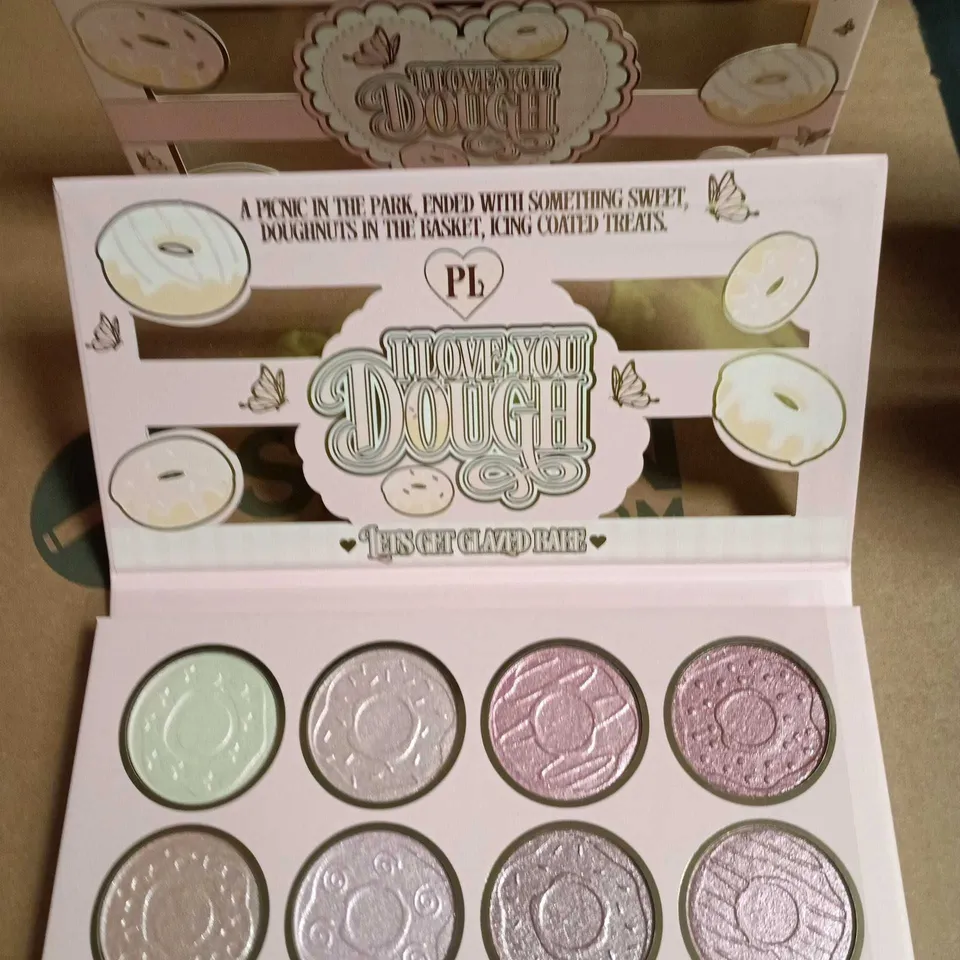 I LOVE YOU
DOUGH
A PICNIC IN THE PARK, ENDED WITH SOMETHING SWEET,
DOUGHNUTS IN THE BASKET, ICING COATED TREATS.
PL
I LOVE YOU
DOUGH
LETS GET GLAZED BABE